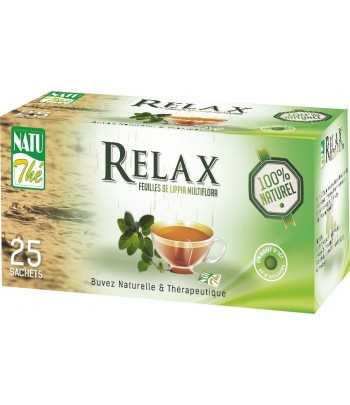 NATU
Thé
RELAX
FEUILLES DE LIPPIA MULTIFLORA
100%
NATUREL
25
SACHETS
Buvez Naturelle & Thérapeutique